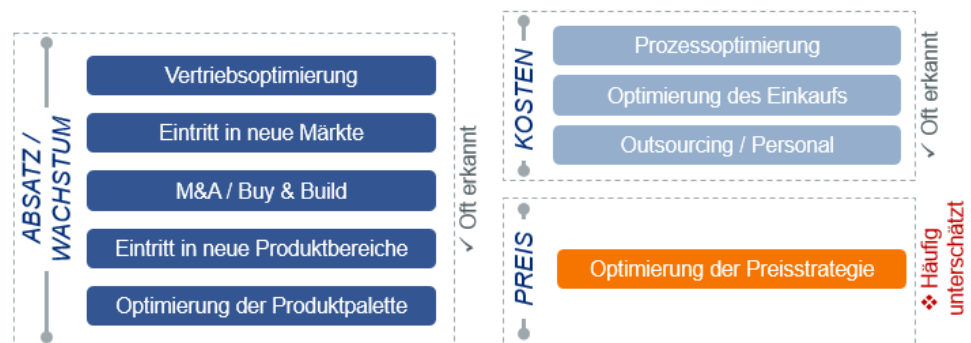 ABSATZ /
WACHSTUM
Vertriebsoptimierung
Eintritt in neue Märkte
M&A / Buy & Build
Eintritt in neue Produktbereiche
Optimierung der Produktpalette
✓ Oft erkannt
KOSTEN
Prozessoptimierung
Optimierung des Einkaufs
Outsourcing / Personal
✓ Oft erkannt
PREIS
Optimierung der Preisstrategie
❖ Häufig
unterschätzt